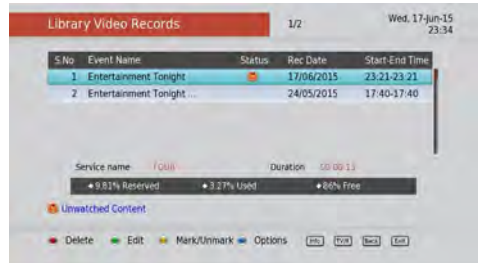 Library Video Records 1/2 Wed, 17-Jun-15
23:34
S.No Event Name Status Rec Date Start-End Time
1 Entertainment Tonight 17/06/2015 23:21-23:21
2 Entertainment Tonight ... 24/05/2015 17:40-17:40
Service name FOUR Duration 00:00:13
9.81% Reserved 3.27% Used 86% Free
Unwatched Content
Delete Edit Mark/Unmark Options Info TV/R Back Exit